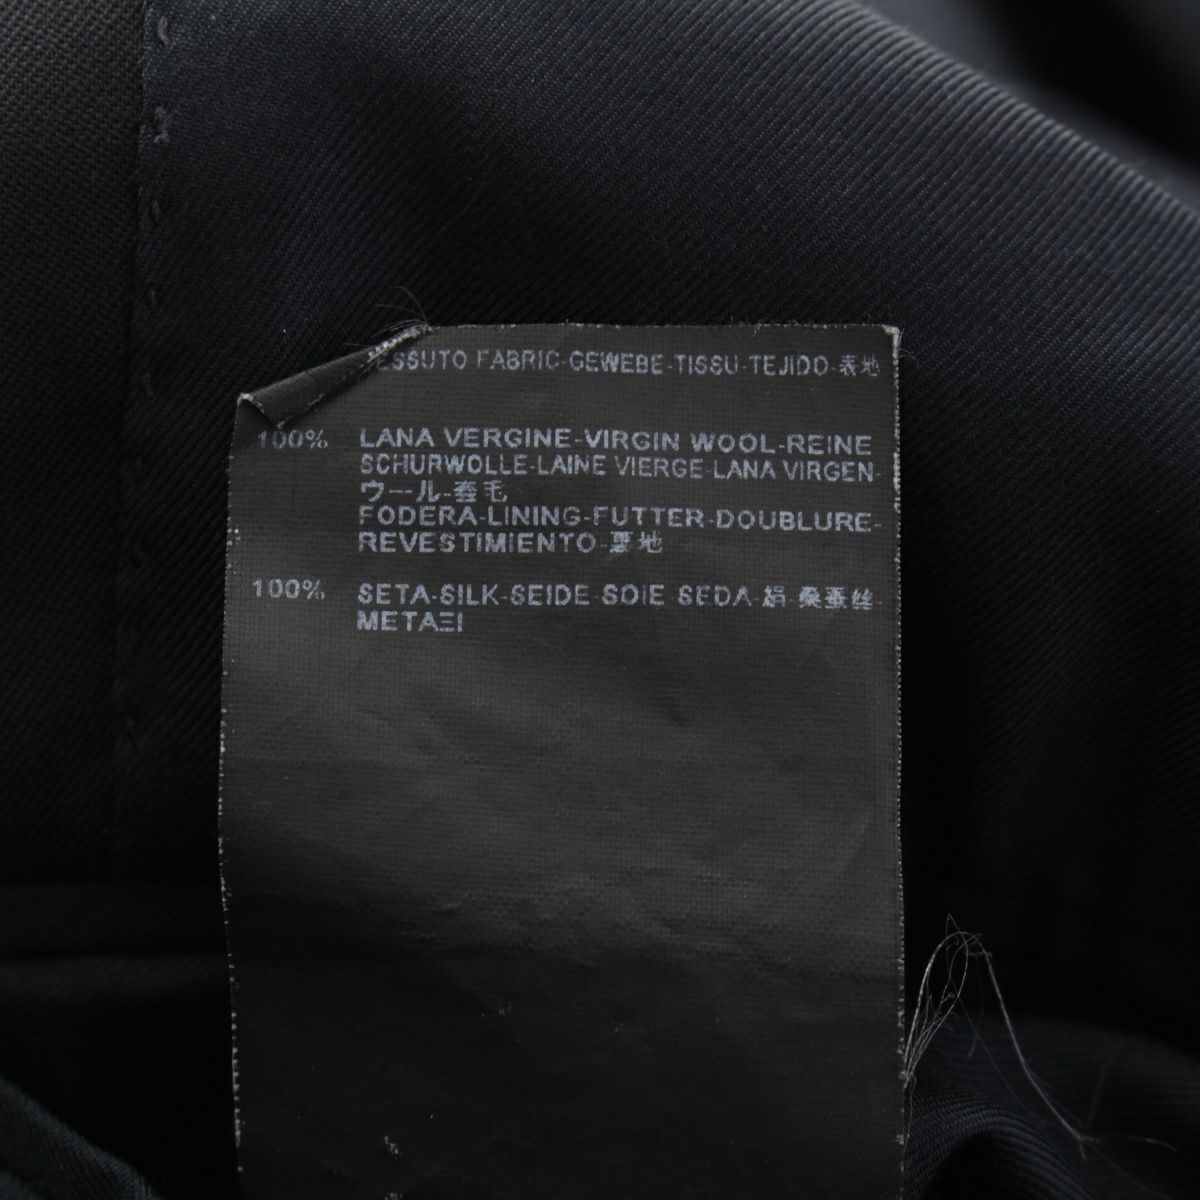 ESSUTO FABRIC-GEWEBE-TISSU-TEJIDO-表地
100% LANA VERGINE-VIRGIN WOOL-REINE
SCHURWOLLE-LAINE VIERGE-LANA VIRGEN-
ウール-套毛
FODERA-LINING-FUTTER-DOUBLURE-
REVESTIMIENTO-裏地
100% SETA-SILK-SEIDE-SOIE SEDA-絹-桑蚕丝-
METAΞI